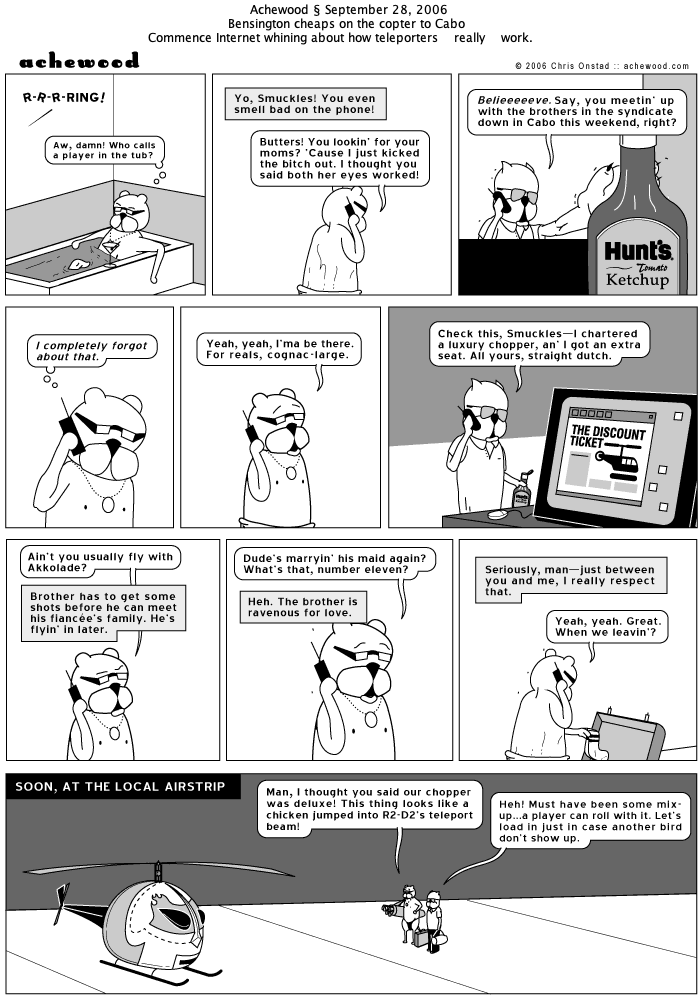 Achewood § September 28, 2006
Bensington cheaps on the copter to Cabo
Commence Internet whining about how teleporters really work.
achewood
© 2006 Chris Onstad :: achewood.com
R-R-R-RING!
Aw, damn! Who calls
a player in the tub?
Yo, Smuckles! You even
smell bad on the phone!
Butters! You lookin' for your
moms? 'Cause I just kicked
the bitch out. I thought you
said both her eyes worked!
Belieeeeeve. Say, you meetin' up
with the brothers in the syndicate
down in Cabo this weekend, right?
Hunt's
Tomato
Ketchup
I completely forgot
about that.
Yeah, yeah, I'ma be there.
For reals, cognac-large.
Check this, Smuckles—I chartered
a luxury chopper, an' I got an extra
seat. All yours, straight dutch.
THE DISCOUNT
TICKET
Ain't you usually fly with
Akkolade?
Brother has to get some
shots before he can meet
his fiancée's family. He's
flyin' in later.
Dude's marryin' his maid again?
What's that, number eleven?
Heh. The brother is
ravenous for love.
Seriously, man—just between
you and me, I really respect
that.
Yeah, yeah. Great.
When we leavin'?
SOON, AT THE LOCAL AIRSTRIP
Man, I thought you said our chopper
was deluxe! This thing looks like a
chicken jumped into R2-D2's teleport
beam!
Heh! Must have been some mix-
up...a player can roll with it. Let's
load in just in case another bird
don't show up.